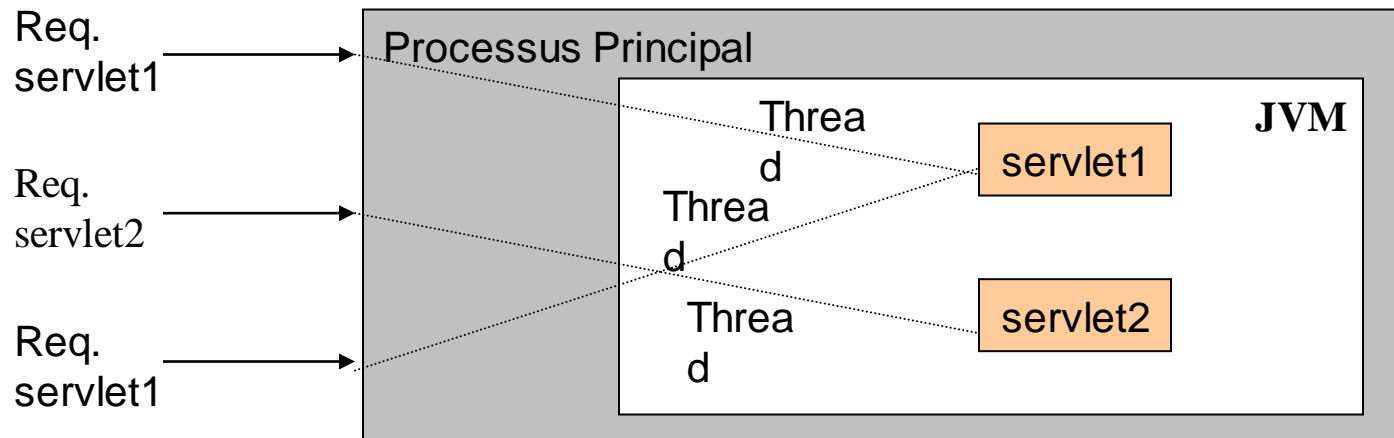 Req.
servlet1
Processus Principal
Threa
d
JVM
servlet1
Req.
servlet2
Threa
d
servlet2
Req.
servlet1
Threa
d